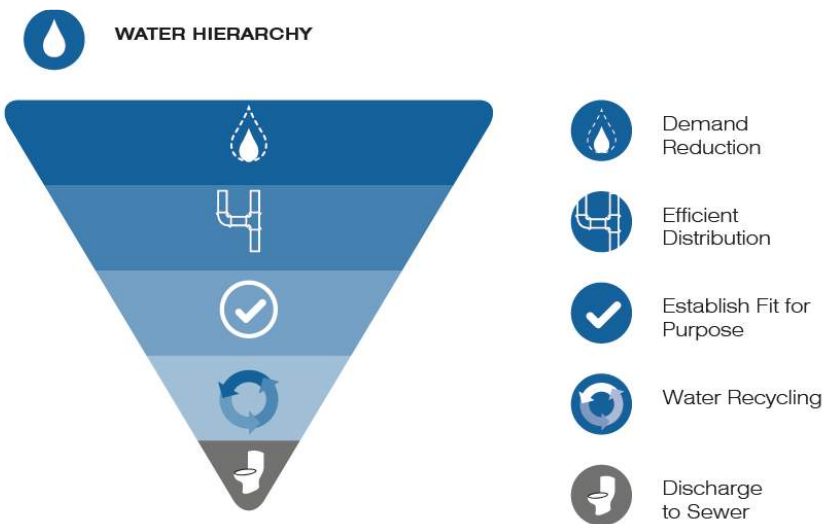 WATER HIERARCHY
Demand
Reduction
Efficient
Distribution
Establish Fit for
Purpose
Water Recycling
Discharge
to Sewer